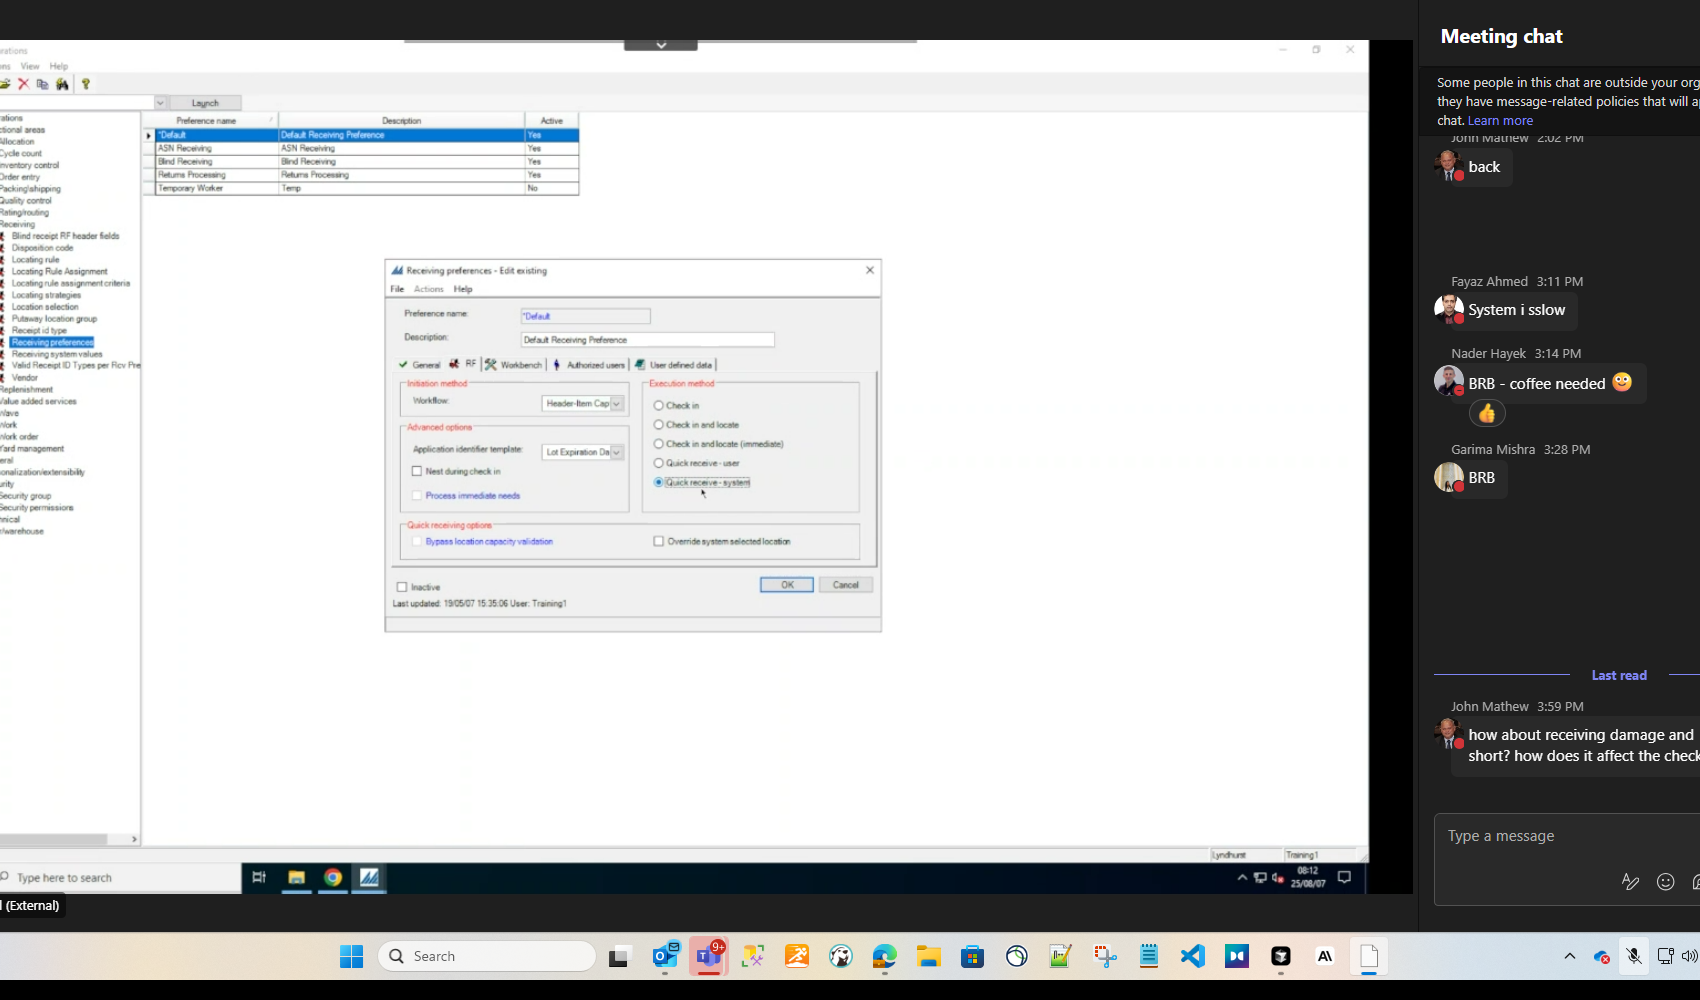 Meeting chat
Some people in this chat are outside your org
they have message-related policies that will a
chat. Learn more
John Mathew 2:02 PM
back
Fayaz Ahmed 3:11 PM
System i sslow
Nader Hayek 3:14 PM
BRB - coffee needed
Garima Mishra 3:28 PM
BRB
Last read
John Mathew 3:59 PM
how about receiving damage and
short? how does it affect the check
Type a message
View Help
Launch
Preference name Description Active
*Default Default Receiving Preference Yes
ASN Receiving ASN Receiving Yes
Blind Receiving Blind Receiving Yes
Returns Processing Returns Processing Yes
Temporary Worker Temp No
rations
ctional areas
Allocation
Cycle count
nventory control
Order entry
Packing\shipping
Quality control
Rating/routing
Receiving
Blind receipt RF header fields
Disposition code
Locating rule
Locating Rule Assignment
Locating rule assignment criteria
Locating strategies
Location selection
Putaway location group
Receipt id type
Receiving preferences
Receiving system values
Valid Receipt ID Types per Rcv Pre
Vendor
Replenishment
Value added services
Wave
Work
Work order
Yard management
eral
onalization/extensibility
urity
Security group
Security permissions
hnical
/warehouse
Receiving preferences - Edit existing
File Actions Help
Preference name: *Default
Description: Default Receiving Preference
General RF Workbench Authorized users User defined data
Initiation method
Workflow: Header-Item Cap
Advanced options
Application identifier template: Lot Expiration Da
Nest during check in
Process immediate needs
Execution method
Check in
Check in and locate
Check in and locate (immediate)
Quick receive - user
Quick receive - system
Quick receiving options
Bypass location capacity validation
Override system selected location
Inactive
OK Cancel
Last updated: 19/05/07 15:35:06 User: Training1
Lyndhurst Training1
Type here to search
08:12
25/08/07
(External)
Search
9+